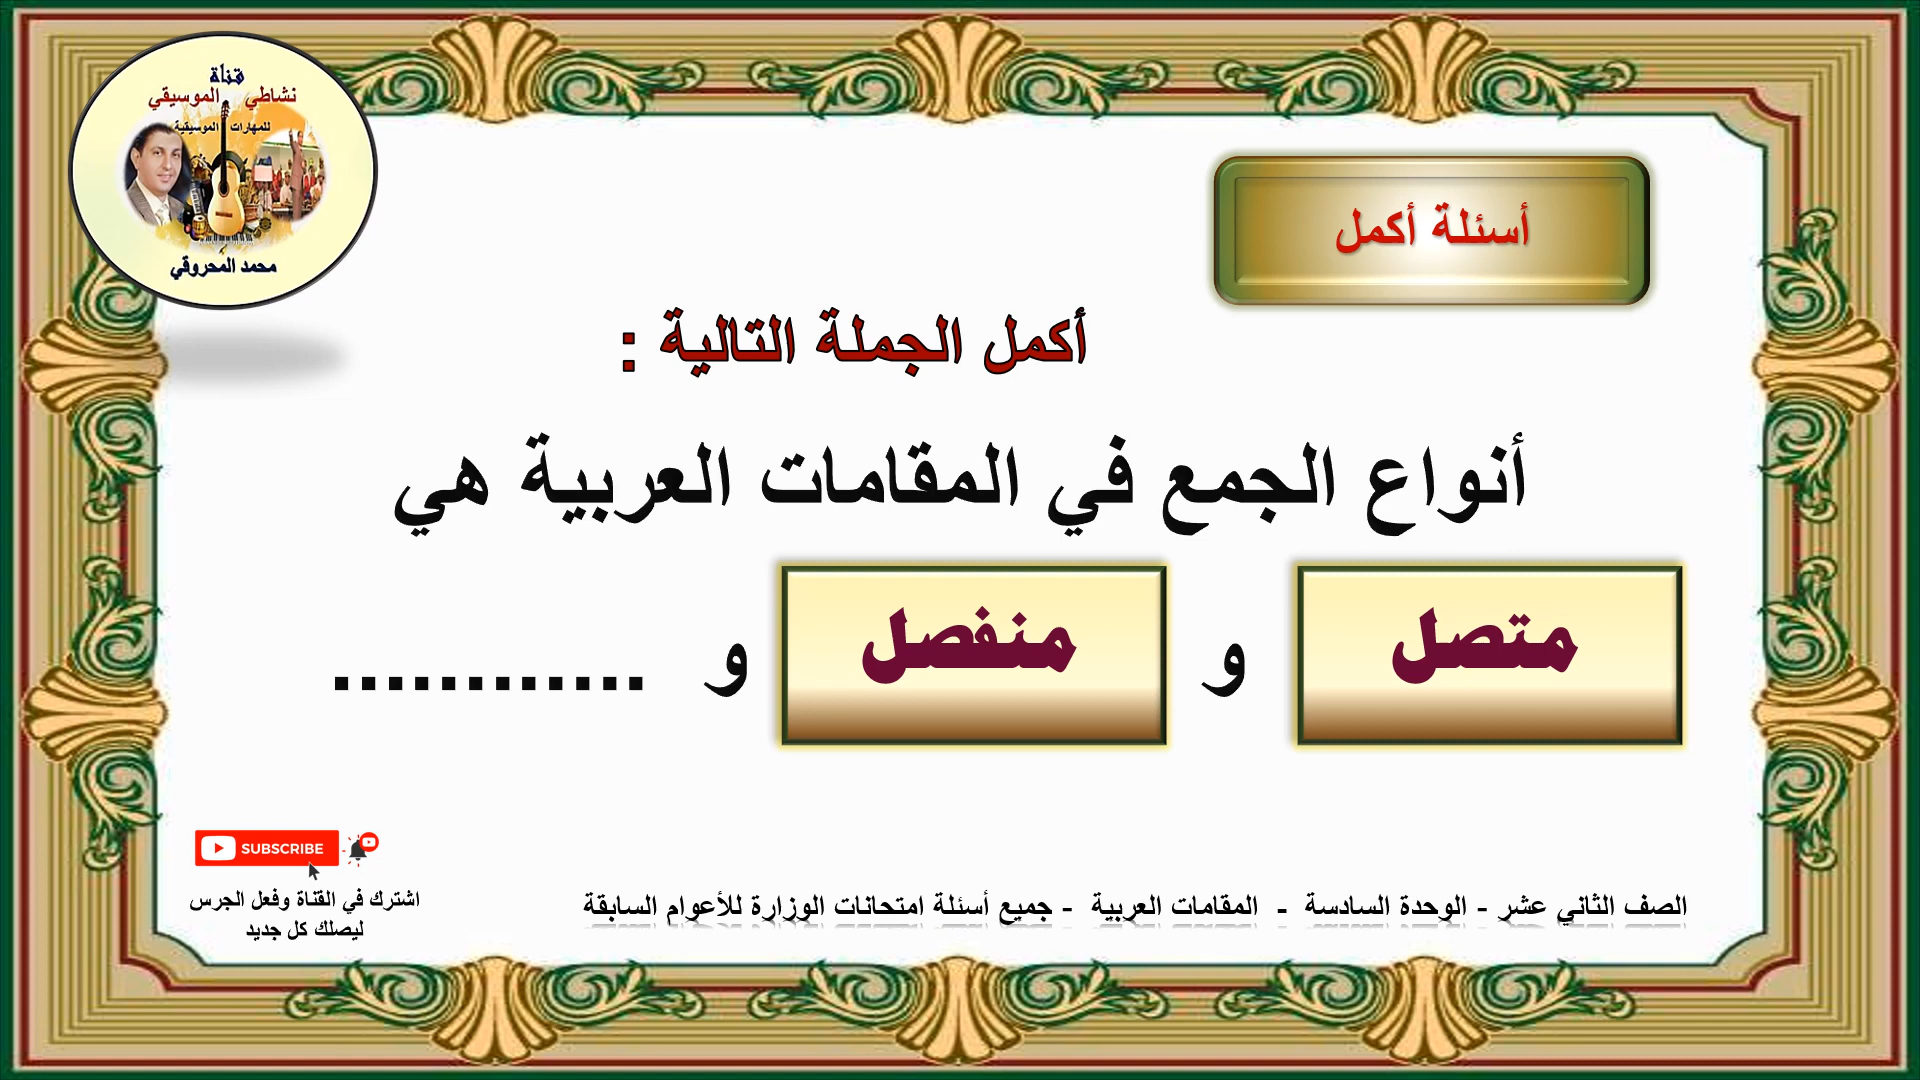 قناة
نشاطي الموسيقي
للمهارات الموسيقية
محمد المحروقي
أسئلة أكمل
أكمل الجملة التالية :
أنواع الجمع في المقامات العربية هي
متصل و منفصل و ............
SUBSCRIBE
اشترك في القناة وفعل الجرس
ليصلك كل جديد
الصف الثاني عشر - الوحدة السادسة - المقامات العربية - جميع أسئلة امتحانات الوزارة للأعوام السابقة